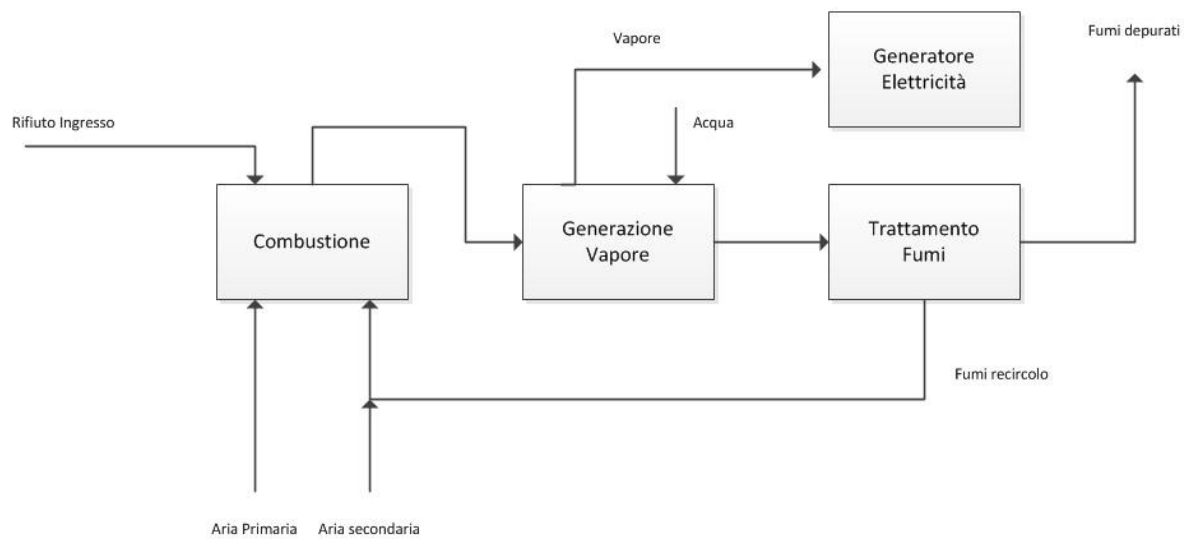 Fumi depurati
Vapore
Generatore
Elettricità
Rifiuto Ingresso
Acqua
Combustione
Generazione
Vapore
Trattamento
Fumi
Fumi recircolo
Aria Primaria
Aria secondaria